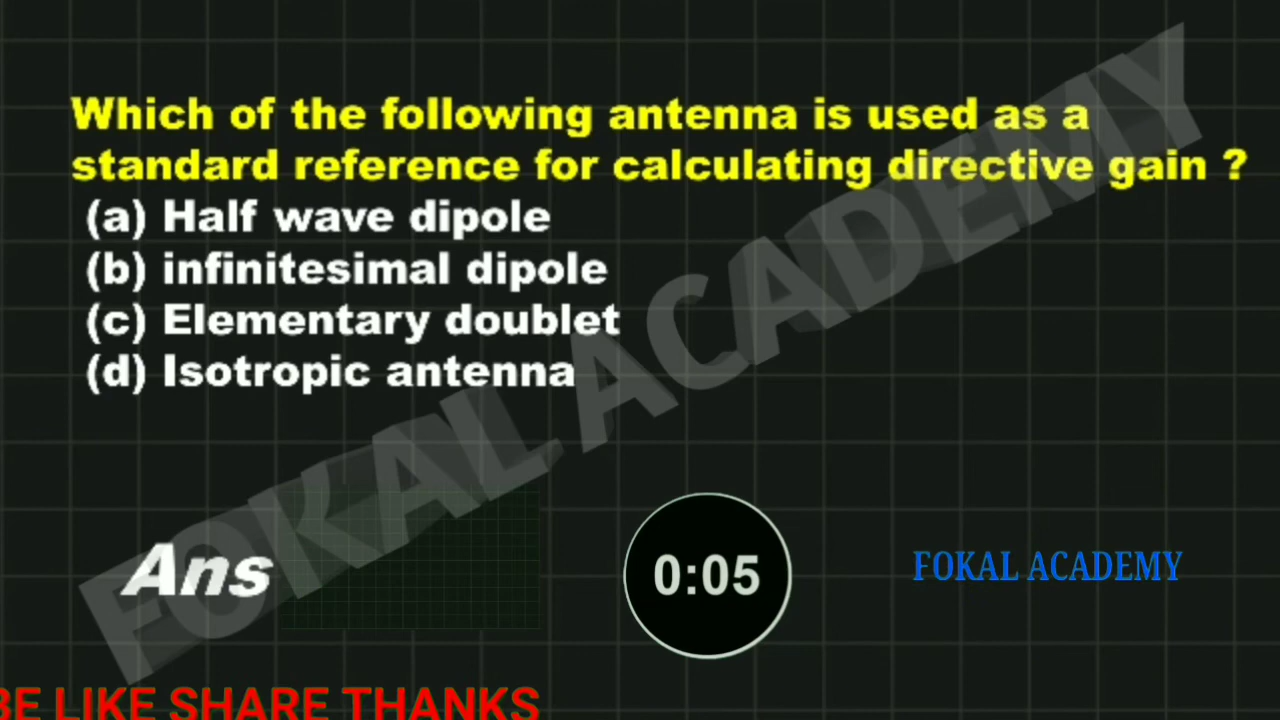 Which of the following antenna is used as a
standard reference for calculating directive gain ?
(a) Half wave dipole
(b) infinitesimal dipole
(c) Elementary doublet
(d) Isotropic antenna
FOKAL ACADEMY
Ans
0:05
FOKAL ACADEMY
BE LIKE SHARE THANKS